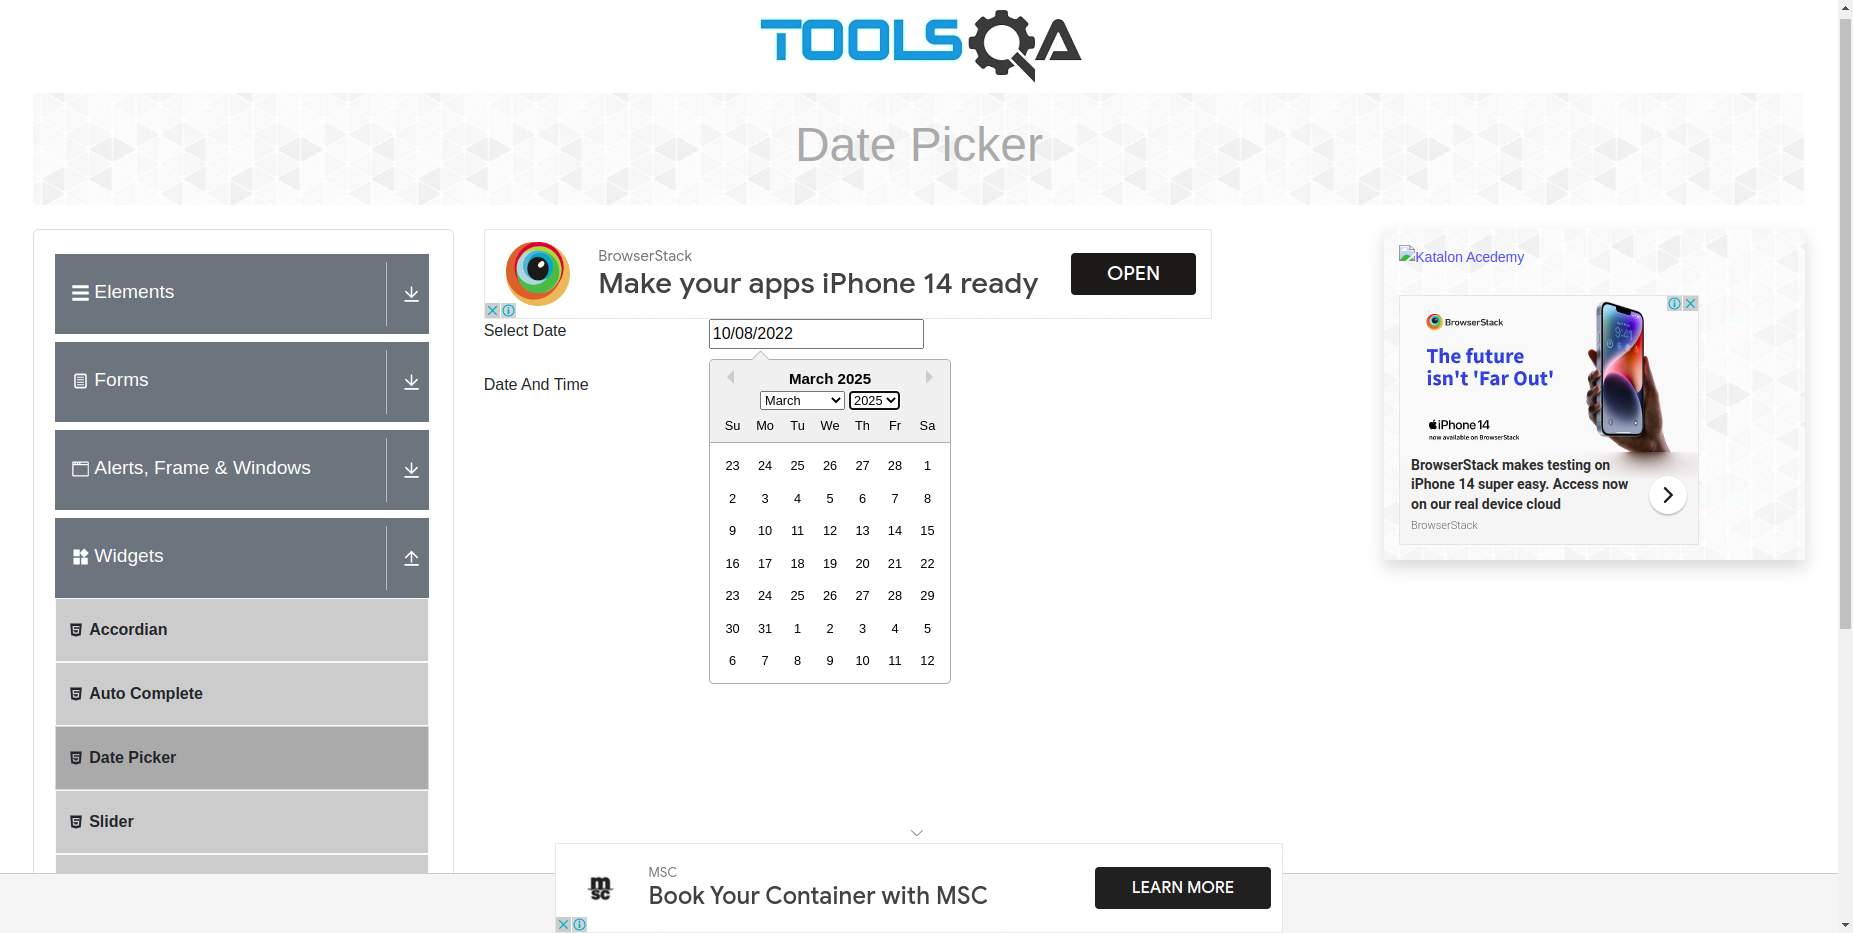 TOOLSQA
Date Picker
Elements
Forms
Alerts, Frame & Windows
Widgets
Accordian
Auto Complete
Date Picker
Slider
BrowserStack
Make your apps iPhone 14 ready
OPEN
Select Date
10/08/2022
Date And Time
March 2025
March 2025
Su Mo Tu We Th Fr Sa
23 24 25 26 27 28 1
2 3 4 5 6 7 8
9 10 11 12 13 14 15
16 17 18 19 20 21 22
23 24 25 26 27 28 29
30 31 1 2 3 4 5
6 7 8 9 10 11 12
Katalon Acedemy
BrowserStack
The future
isn't 'Far Out'
9:41
iPhone 14
now available on BrowserStack
BrowserStack makes testing on
iPhone 14 super easy. Access now
on our real device cloud
BrowserStack
msc
MSC
Book Your Container with MSC
LEARN MORE